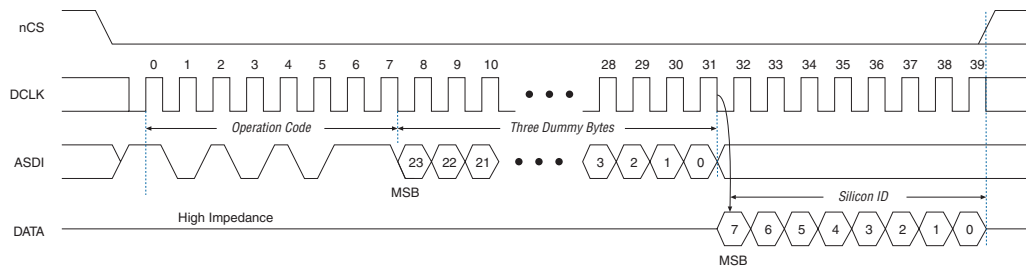 nCS
0 1 2 3 4 5 6 7 8 9 10 28 29 30 31 32 33 34 35 36 37 38 39
DCLK
Operation Code
Three Dummy Bytes
ASDI
23 22 21 3 2 1 0
MSB
Silicon ID
High Impedance
DATA
7 6 5 4 3 2 1 0
MSB